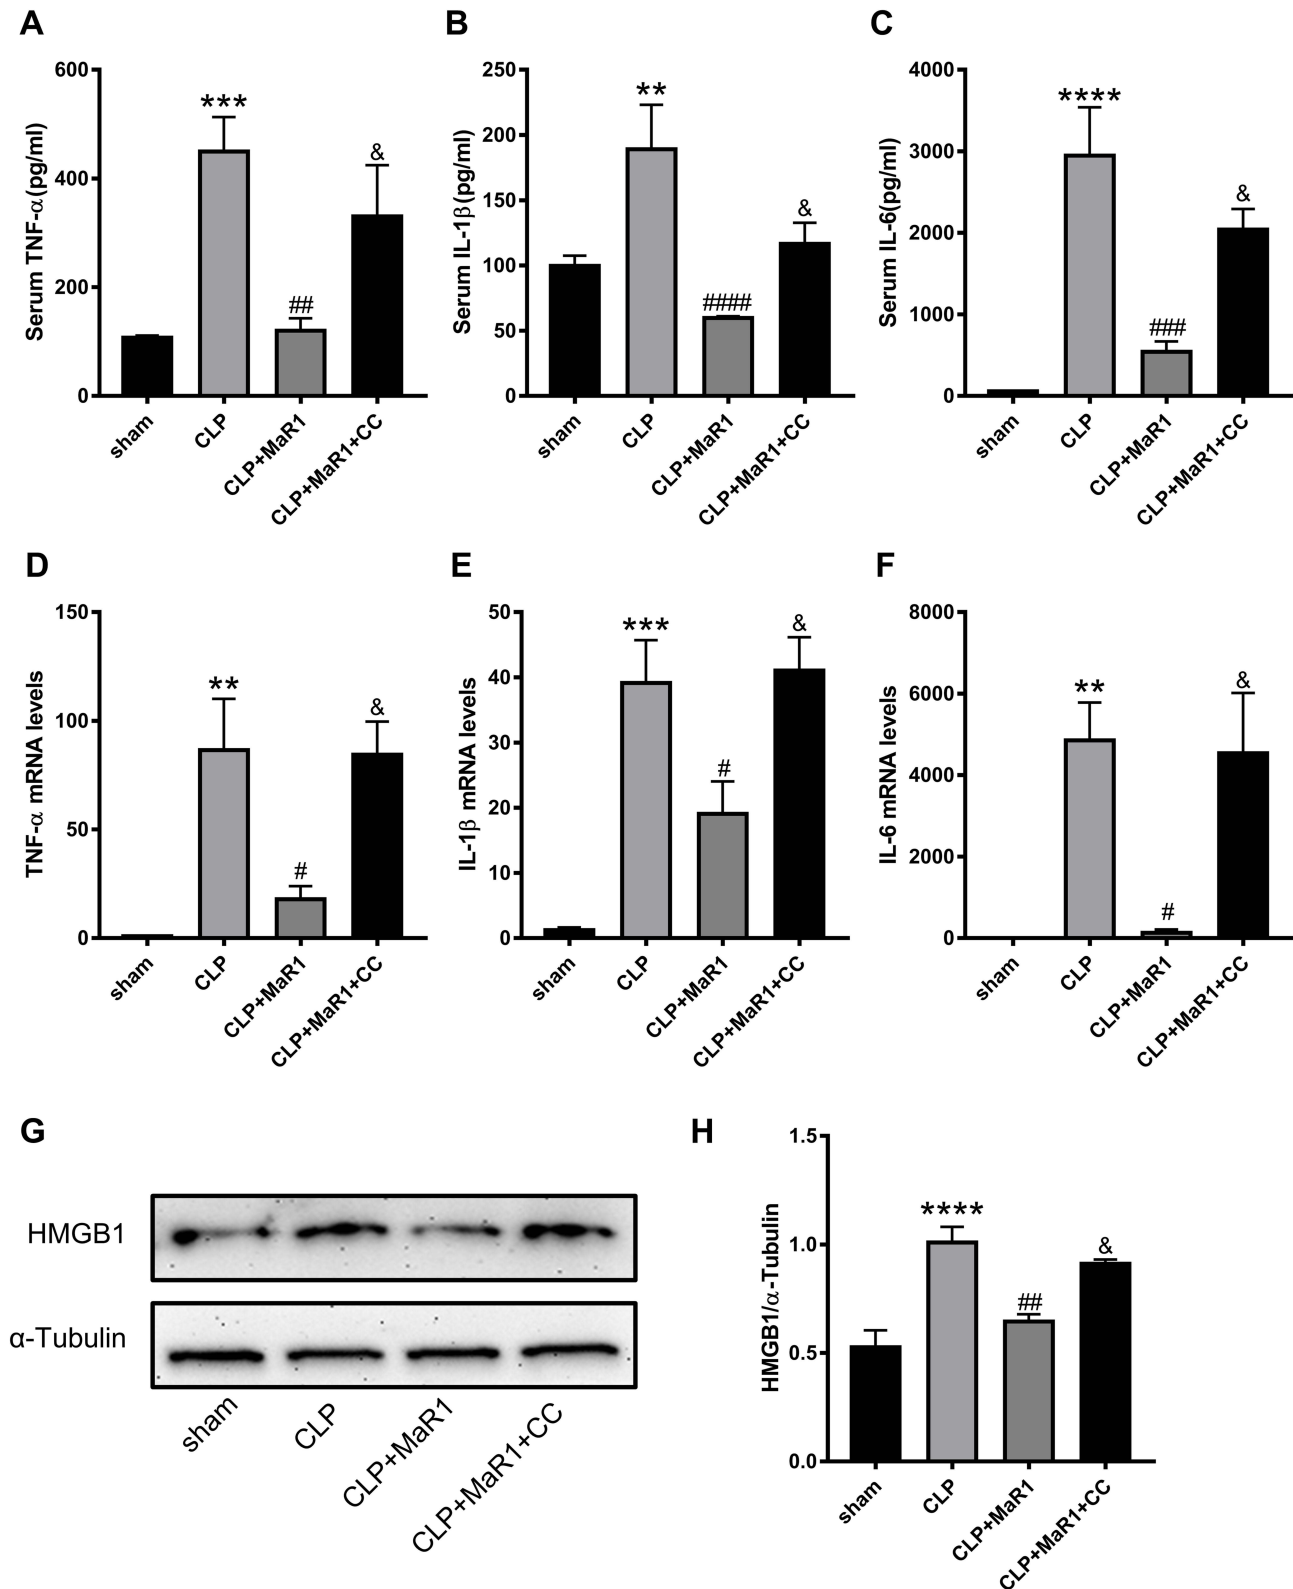 A
Serum TNF-α(pg/ml)
600
400
200
0
***
##
&
sham
CLP
CLP+MaR1
CLP+MaR1+CC
B
Serum IL-1β(pg/ml)
250
200
150
100
50
0
**
####
&
sham
CLP
CLP+MaR1
CLP+MaR1+CC
C
Serum IL-6(pg/ml)
4000
3000
2000
1000
0
****
###
&
sham
CLP
CLP+MaR1
CLP+MaR1+CC
D
TNF-α mRNA levels
150
100
50
0
**
#
&
sham
CLP
CLP+MaR1
CLP+MaR1+CC
E
IL-1β mRNA levels
50
40
30
20
10
0
***
#
&
sham
CLP
CLP+MaR1
CLP+MaR1+CC
F
IL-6 mRNA levels
8000
6000
4000
2000
0
**
#
&
sham
CLP
CLP+MaR1
CLP+MaR1+CC
G
HMGB1
α-Tubulin
sham
CLP
CLP+MaR1
CLP+MaR1+CC
H
HMGB1/α-Tubulin
1.5
1.0
0.5
0.0
****
##
&
sham
CLP
CLP+MaR1
CLP+MaR1+CC